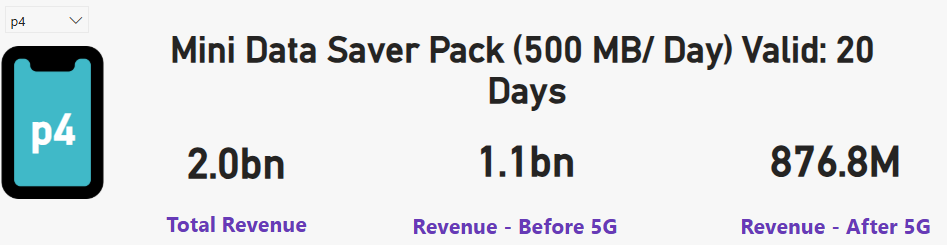 p4
Mini Data Saver Pack (500 MB/ Day) Valid: 20
Days
p4
2.0bn
1.1bn
876.8M
Total Revenue
Revenue - Before 5G
Revenue - After 5G